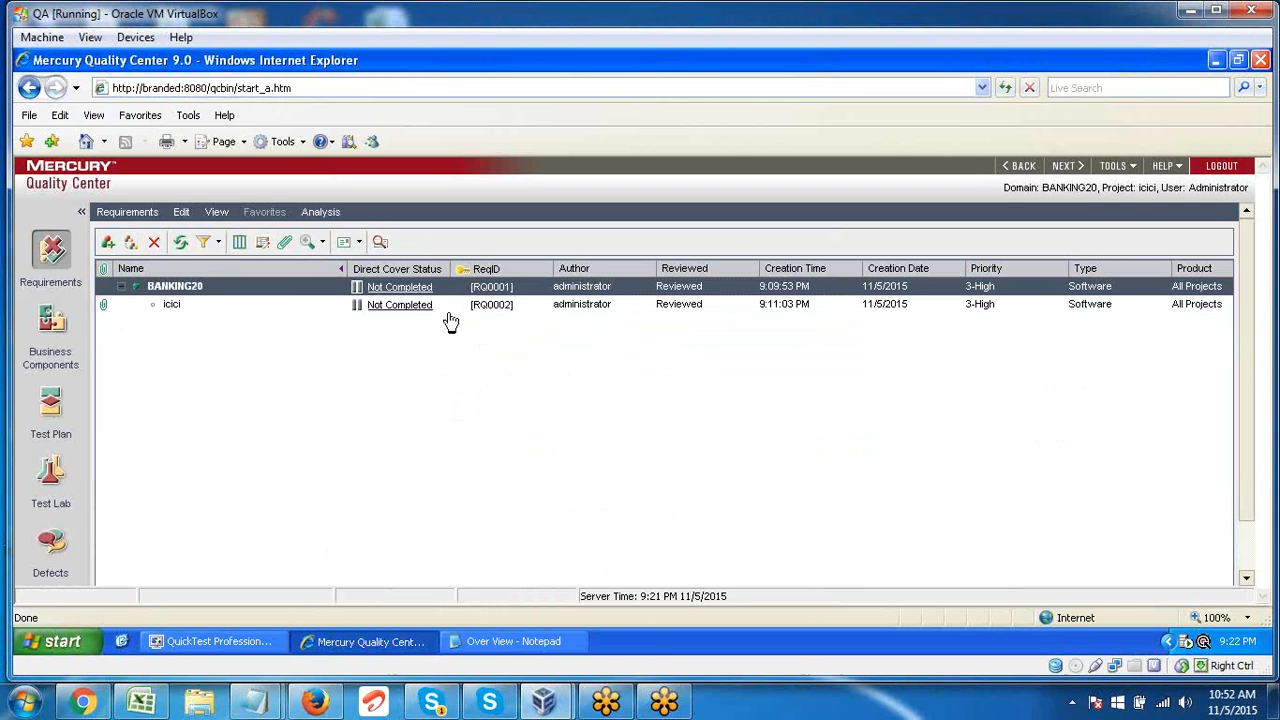 QA [Running] - Oracle VM VirtualBox
Machine View Devices Help
Mercury Quality Center 9.0 - Windows Internet Explorer
http://branded:8080/qcbin/start_a.htm
Live Search
File Edit View Favorites Tools Help
Page Tools
MERCURY™
BACK NEXT TOOLS HELP LOGOUT
Quality Center
Domain: BANKING20, Project: icici, User: Administrator
Requirements Edit View Favorites Analysis
Name Direct Cover Status ReqID Author Reviewed Creation Time Creation Date Priority Type Product
BANKING20 Not Completed [RQ0001] administrator Reviewed 9:09:53 PM 11/5/2015 3-High Software All Projects
icici Not Completed [RQ0002] administrator Reviewed 9:11:03 PM 11/5/2015 3-High Software All Projects
Requirements
Business
Components
Test Plan
Test Lab
Defects
Server Time: 9:21 PM 11/5/2015
Done
Internet
100%
start
QuickTest Profession...
Mercury Quality Cent...
Over View - Notepad
9:22 PM
Right Ctrl
10:52 AM
11/5/2015